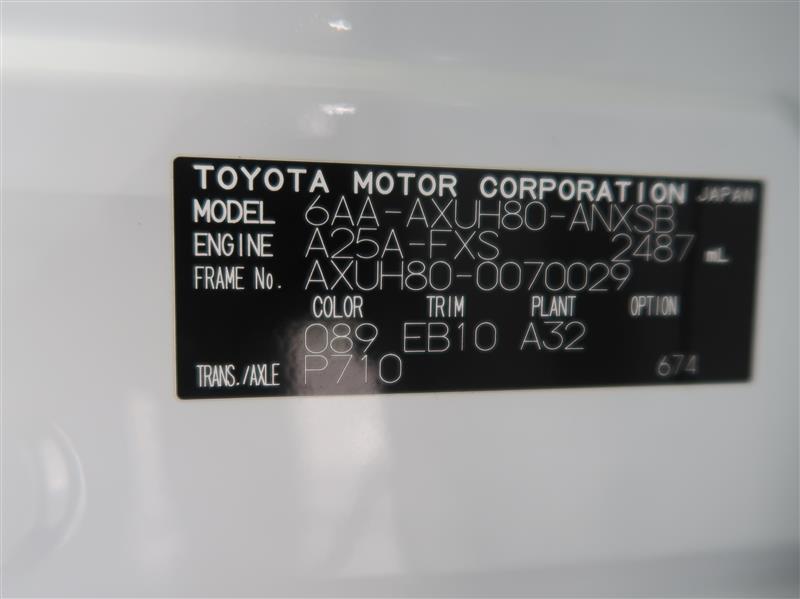 TOYOTA MOTOR CORPORATION JAPAN
MODEL 6AA-AXUH80-ANXSB
ENGINE A25A-FXS 2487 mL
FRAME No. AXUH80-0070029
COLOR TRIM PLANT OPTION
089 EB10 A32
TRANS./AXLE P710 674